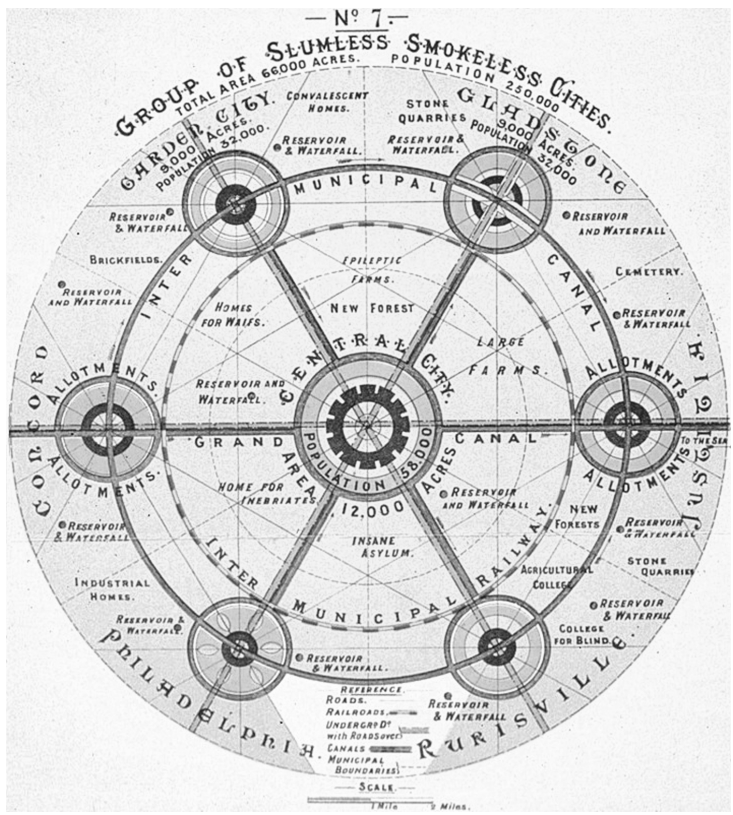 — Nº 7. —
GROUP OF SLUMLESS SMOKELESS CITIES.
TOTAL AREA 66,000 ACRES. POPULATION 250,000
GARDEN CITY.
9,000 ACRES.
POPULATION 32,000.
CONVALESCENT
HOMES.
STONE
QUARRIES
GLADSTONE
9,000 ACRES.
POPULATION 32,000
RESERVOIR
& WATERFALL.
RESERVOIR &
WATERFALL.
INTER MUNICIPAL CANAL
RESERVOIR
& WATERFALL
RESERVOIR
AND WATERFALL
BRICKFIELDS.
EPILEPTIC
FARMS.
CEMETERY.
RESERVOIR
AND WATERFALL
HOMES
FOR WAIFS.
NEW FOREST
RESERVOIR
& WATERFALL
LARGE
FARMS.
CONCORD
ALLOTMENTS.
RESERVOIR AND
WATERFALL.
CENTRAL CITY.
ALLOTMENTS
JUSTITIA
GRAND CANAL
TO THE SEA
POPULATION 58,000
AREA 12,000 ACRES
ALLOTMENTS.
ALLOTMENTS
HOME FOR
INEBRIATES.
RESERVOIR
AND WATERFALL
NEW
FORESTS
RESERVOIR
& WATERFALL
INSANE
ASYLUM.
RESERVOIR
& WATERFALL
STONE
QUARRIES
INTER MUNICIPAL RAILWAY.
AGRICULTURAL
COLLEGE
INDUSTRIAL
HOMES.
RESERVOIR
& WATERFALL
RESERVOIR &
WATERFALL.
COLLEGE
FOR BLIND.
RESERVOIR
& WATERFALL.
PHILADELPHIA.
RURISVILLE.
REFERENCE.
ROADS.
RAILROADS.
UNDERGRD Dº
with ROADS over
CANALS
MUNICIPAL
BOUNDARIES
RESERVOIR
& WATERFALL
— SCALE. —
1 Mile 2 Miles.